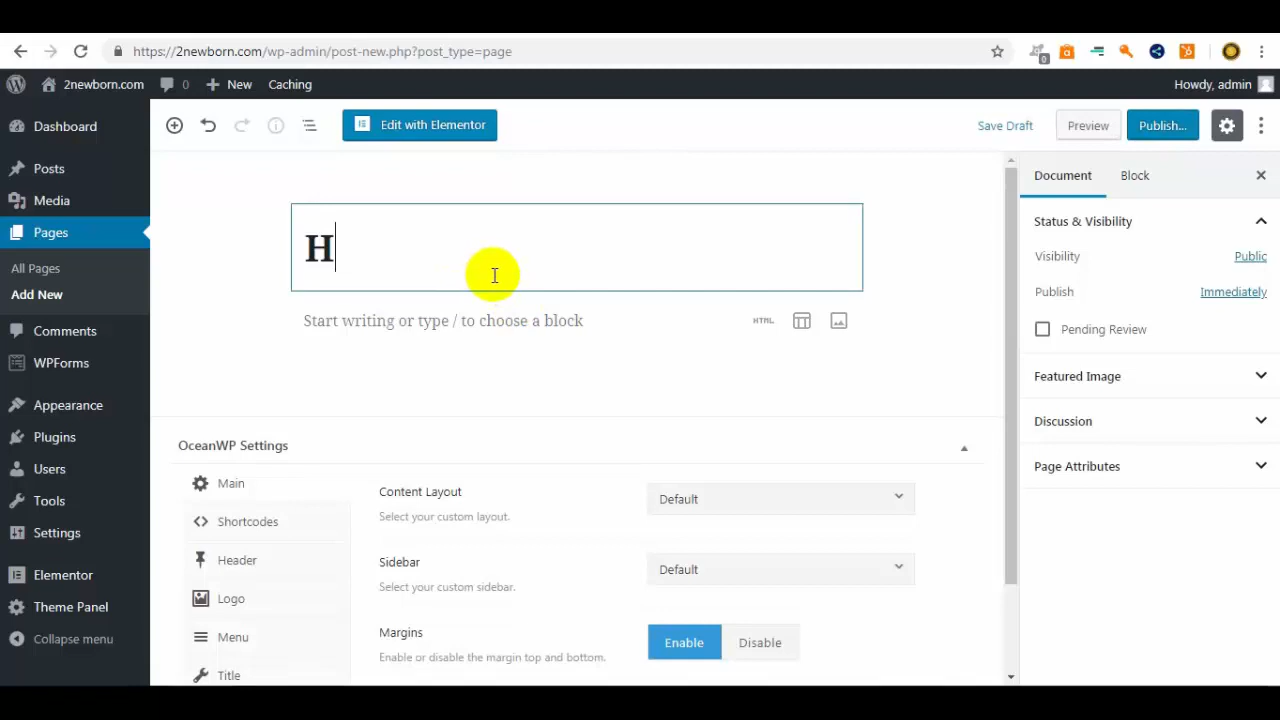 https://2newborn.com/wp-admin/post-new.php?post_type=page
0
2newborn.com 0 New Caching Howdy, admin
Dashboard
Posts
Media
Pages
All Pages
Add New
Comments
WPForms
Appearance
Plugins
Users
Tools
Settings
Elementor
Theme Panel
Collapse menu
Edit with Elementor Save Draft Preview Publish...
H
Start writing or type / to choose a block HTML
OceanWP Settings
Main
Shortcodes
Header
Logo
Menu
Title
Content Layout Default
Select your custom layout.
Sidebar Default
Select your custom sidebar.
Margins Enable Disable
Enable or disable the margin top and bottom.
Document Block
Status & Visibility
Visibility Public
Publish Immediately
Pending Review
Featured Image
Discussion
Page Attributes